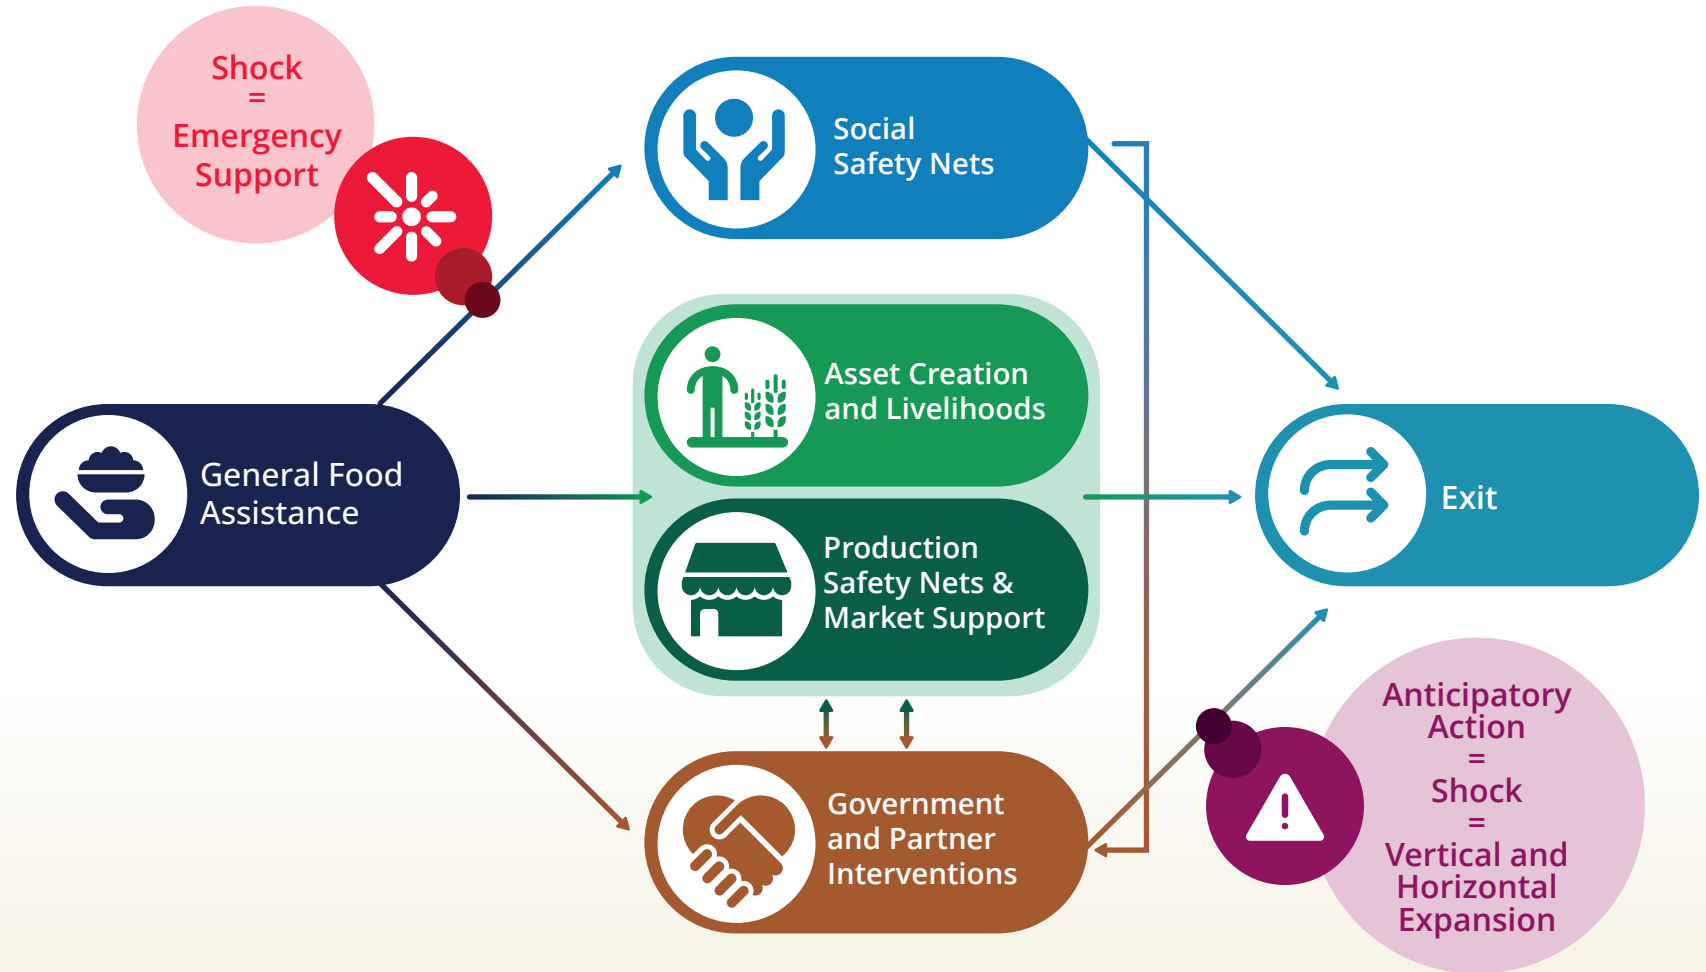 Shock
=
Emergency
Support
Social
Safety Nets
Asset Creation
and Livelihoods
General Food
Assistance
Production
Safety Nets &
Market Support
Exit
Government
and Partner
Interventions
Anticipatory
Action
=
Shock
=
Vertical and
Horizontal
Expansion